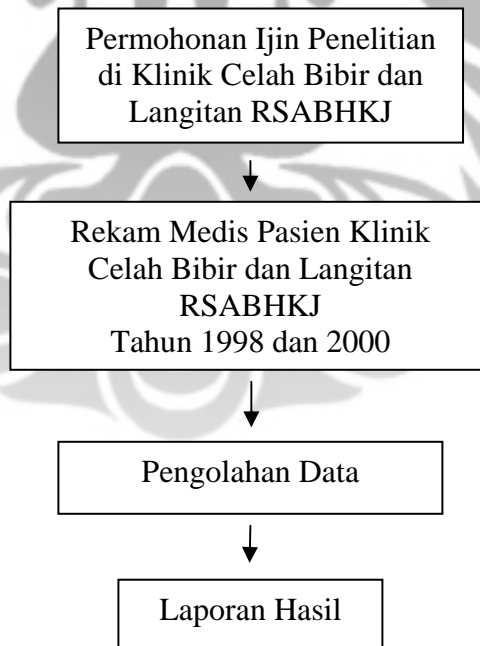 Permohonan Ijin Penelitian
di Klinik Celah Bibir dan
Langitan RSABHKJ
Rekam Medis Pasien Klinik
Celah Bibir dan Langitan
RSABHKJ
Tahun 1998 dan 2000
Pengolahan Data
Laporan Hasil